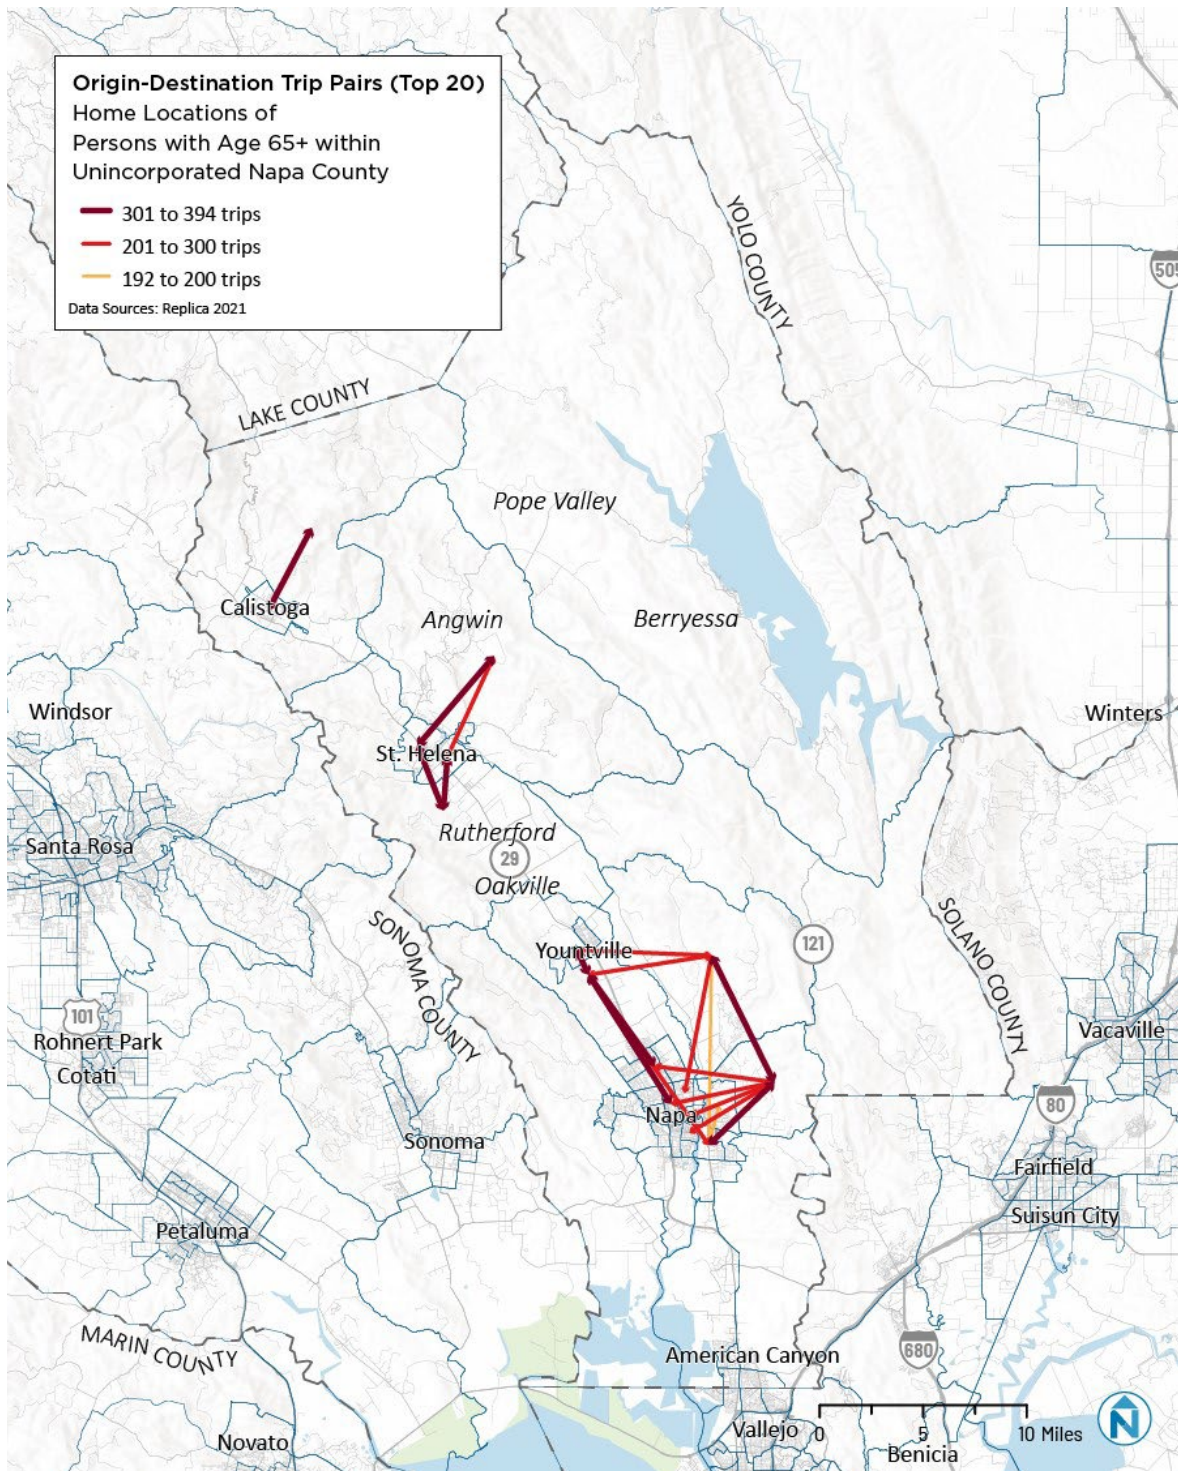 Origin-Destination Trip Pairs (Top 20)
Home Locations of
Persons with Age 65+ within
Unincorporated Napa County
301 to 394 trips
201 to 300 trips
192 to 200 trips
Data Sources: Replica 2021
YOLO COUNTY
505
LAKE COUNTY
Pope Valley
Calistoga
Angwin
Berryessa
Windsor
Winters
St. Helena
Rutherford
Santa Rosa
29
Oakville
SONOMA COUNTY
SOLANO COUNTY
Yountville
121
101
Rohnert Park
Vacaville
Cotati
80
Napa
Sonoma
Fairfield
Suisun City
Petaluma
MARIN COUNTY
680
American Canyon
Novato
Vallejo
0 5 10 Miles
Benicia
N